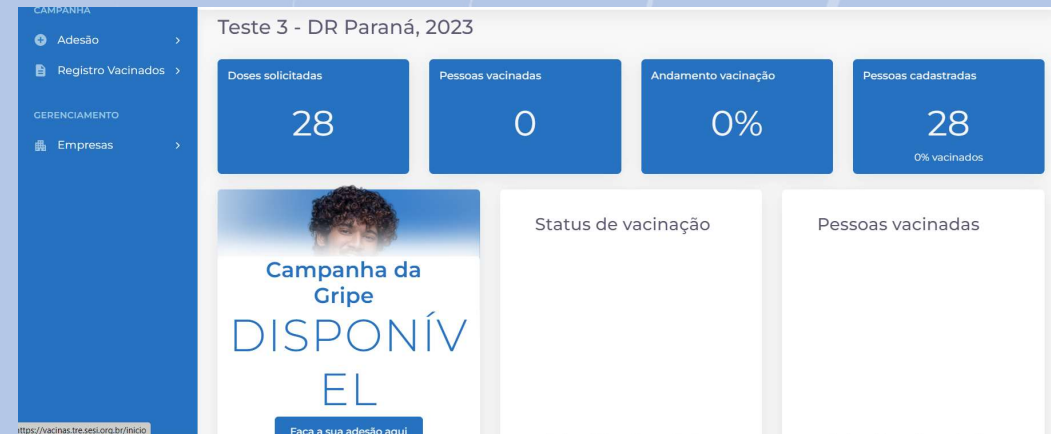 CAMPANHA
Adesão
Registro Vacinados
GERENCIAMENTO
Empresas
Teste 3 - DR Paraná, 2023
Doses solicitadas
28
Pessoas vacinadas
0
Andamento vacinação
0%
Pessoas cadastradas
28
0% vacinados
Campanha da
Gripe
DISPONÍV
EL
Faça a sua adesão aqui
Status de vacinação
Pessoas vacinadas
https://vacinas.tre.sesi.org.br/inicio